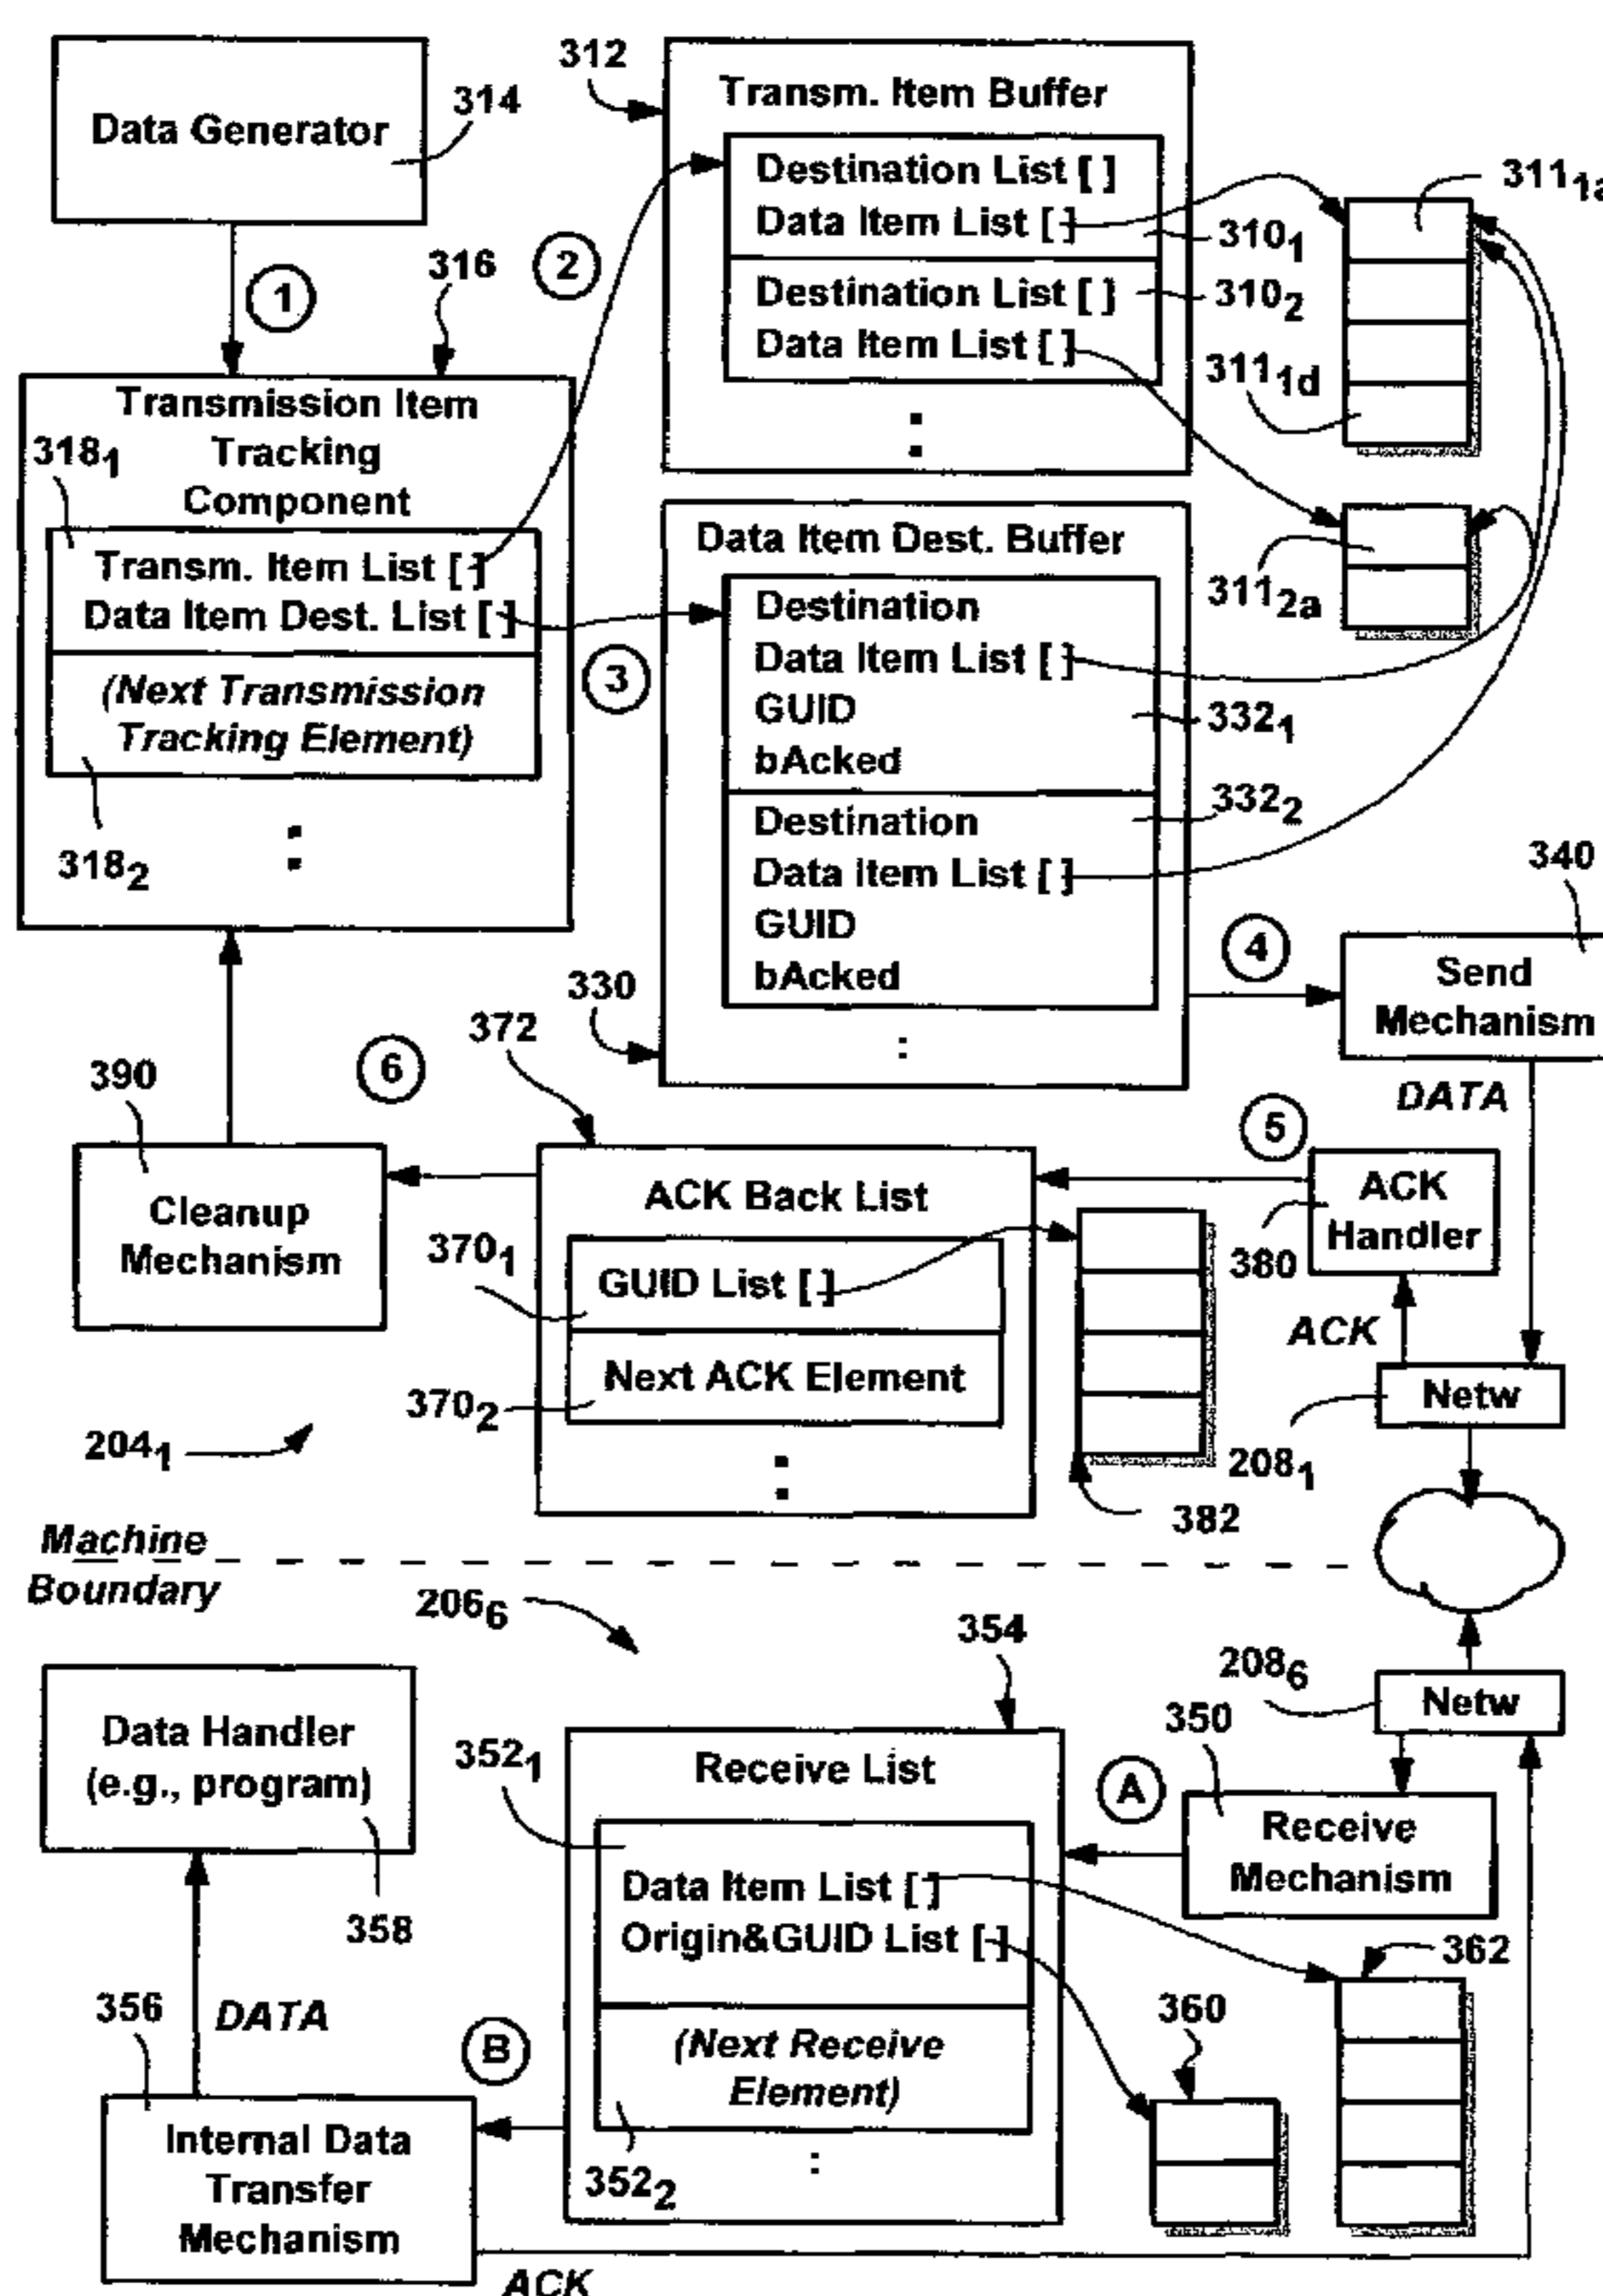 312
Transm. Item Buffer
314
Data Generator
Destination List [ ]
Data Item List [ ]
311 1a
310 1
2
316
1
Destination List [ ]
Data Item List [ ]
310 2
311 1d
Transmission Item
Tracking
Component
318 1
Transm. Item List [ ]
Data Item Dest. List [ ]
(Next Transmission
Tracking Element)
318 2
3
Data Item Dest. Buffer
311 2a
Destination
Data Item List [ ]
GUID
bAcked
332 1
332 2
Destination
Data Item List [ ]
GUID
bAcked
330
4
340
Send
Mechanism
DATA
372
6
390
Cleanup
Mechanism
ACK Back List
370 1
GUID List [ ]
Next ACK Element
370 2
5
ACK
Handler
380
ACK
Netw
208 1
204 1
382
Machine
Boundary
206 6
354
208 6
Netw
350
Data Handler
(e.g., program)
358
352 1
Receive List
A
Receive
Mechanism
Data Item List [ ]
Origin&GUID List [ ]
362
360
356
DATA
B
(Next Receive
Element)
352 2
Internal Data
Transfer
Mechanism
ACK